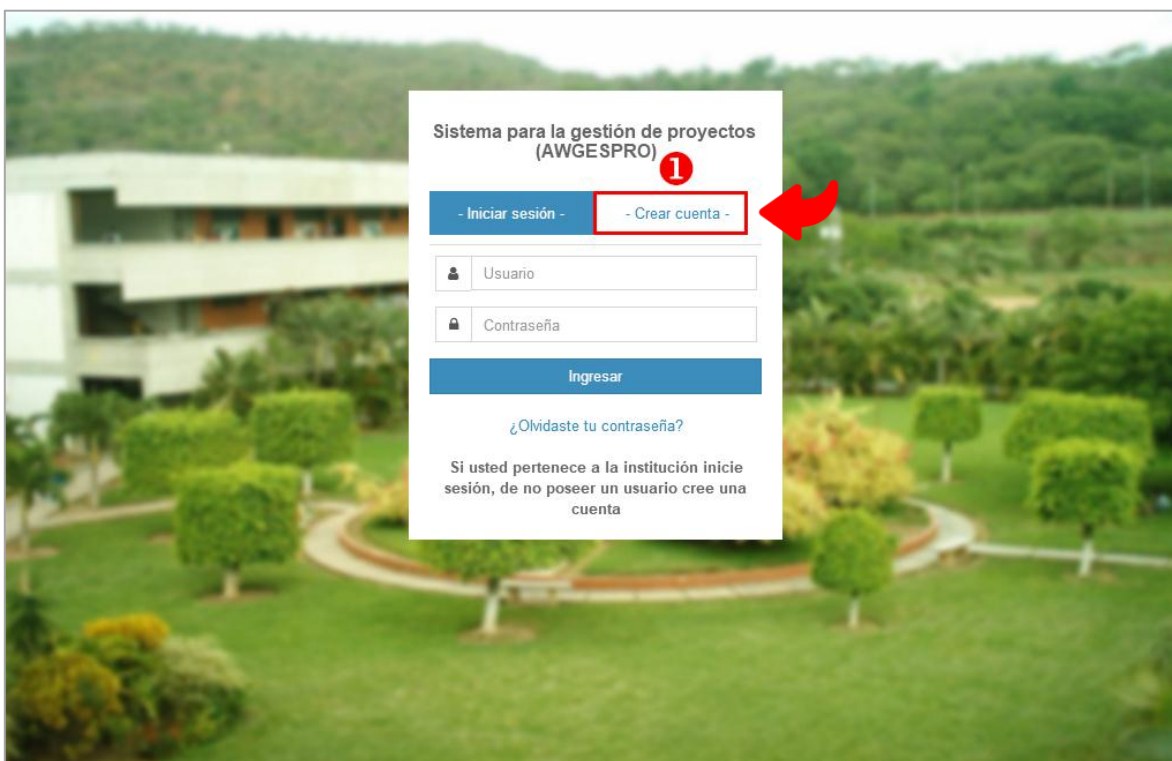 Sistema para la gestión de proyectos
(AWGESPRO)
1
- Iniciar sesión -
- Crear cuenta -
Usuario
Contraseña
Ingresar
¿Olvidaste tu contraseña?
Si usted pertenece a la institución inicie
sesión, de no poseer un usuario cree una
cuenta